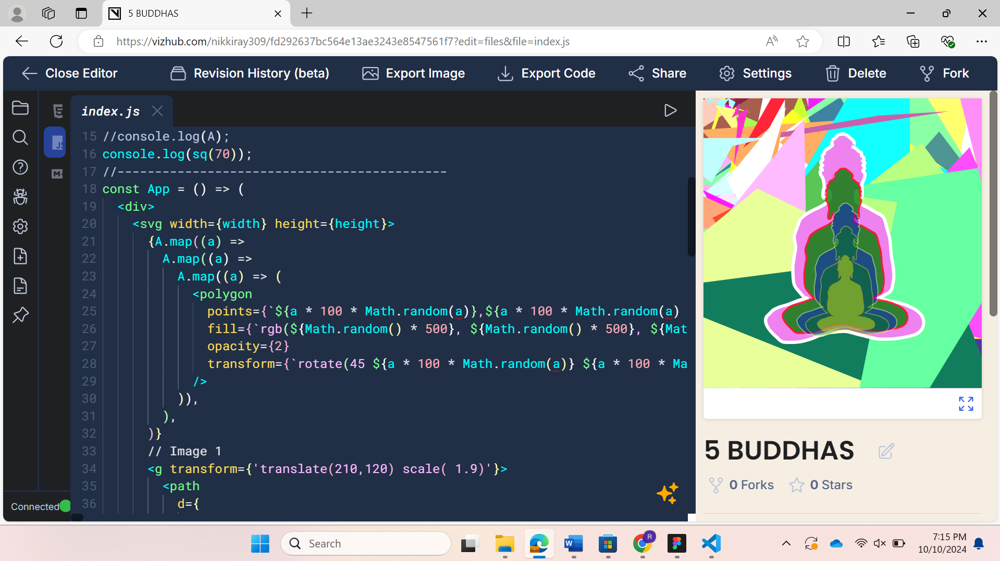 5 BUDDHAS
https://vizhub.com/nikkiray309/fd292637bc564e13ae3243e8547561f7?edit=files&file=index.js
Close Editor
Revision History (beta)
Export Image
Export Code
Share
Settings
Delete
Fork
index.js
15 //console.log(A);
16 console.log(sq(70));
17 //--------------------------------------------
18 const App = () => (
19 <div>
20 <svg width={width} height={height}>
21 {A.map((a) =>
22 A.map((a) =>
23 A.map((a) => (
24 <polygon
25 points={`${a * 100 * Math.random(a)},${a * 100 * Math.random(a)
26 fill={`rgb(${Math.random() * 500}, ${Math.random() * 500}, ${Mat
27 opacity={2}
28 transform={`rotate(45 ${a * 100 * Math.random(a)} ${a * 100 * Ma
29 />
30 )),
31 ),
32 )}
33 // Image 1
34 <g transform={'translate(210,120) scale( 1.9)'}>
35 <path
36 d={
Connected
5 BUDDHAS
0 Forks
0 Stars
Search
R
7:15 PM
10/10/2024